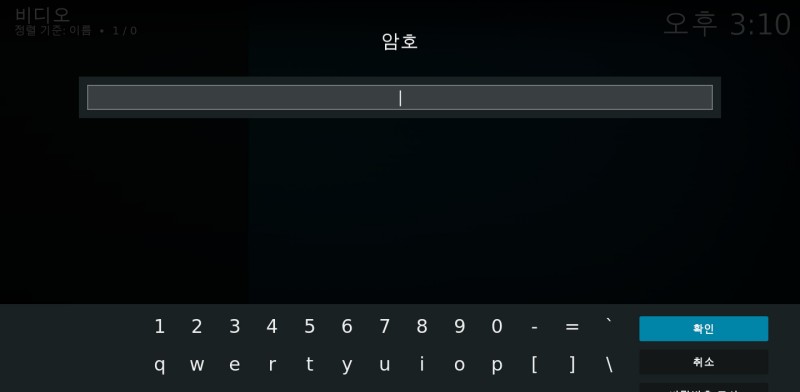 비디오
정렬 기준: 이름 • 1 / 0
오후 3:10
암호
1 2 3 4 5 6 7 8 9 0 - = `
확인
q w e r t y u i o p [ ] \
취소